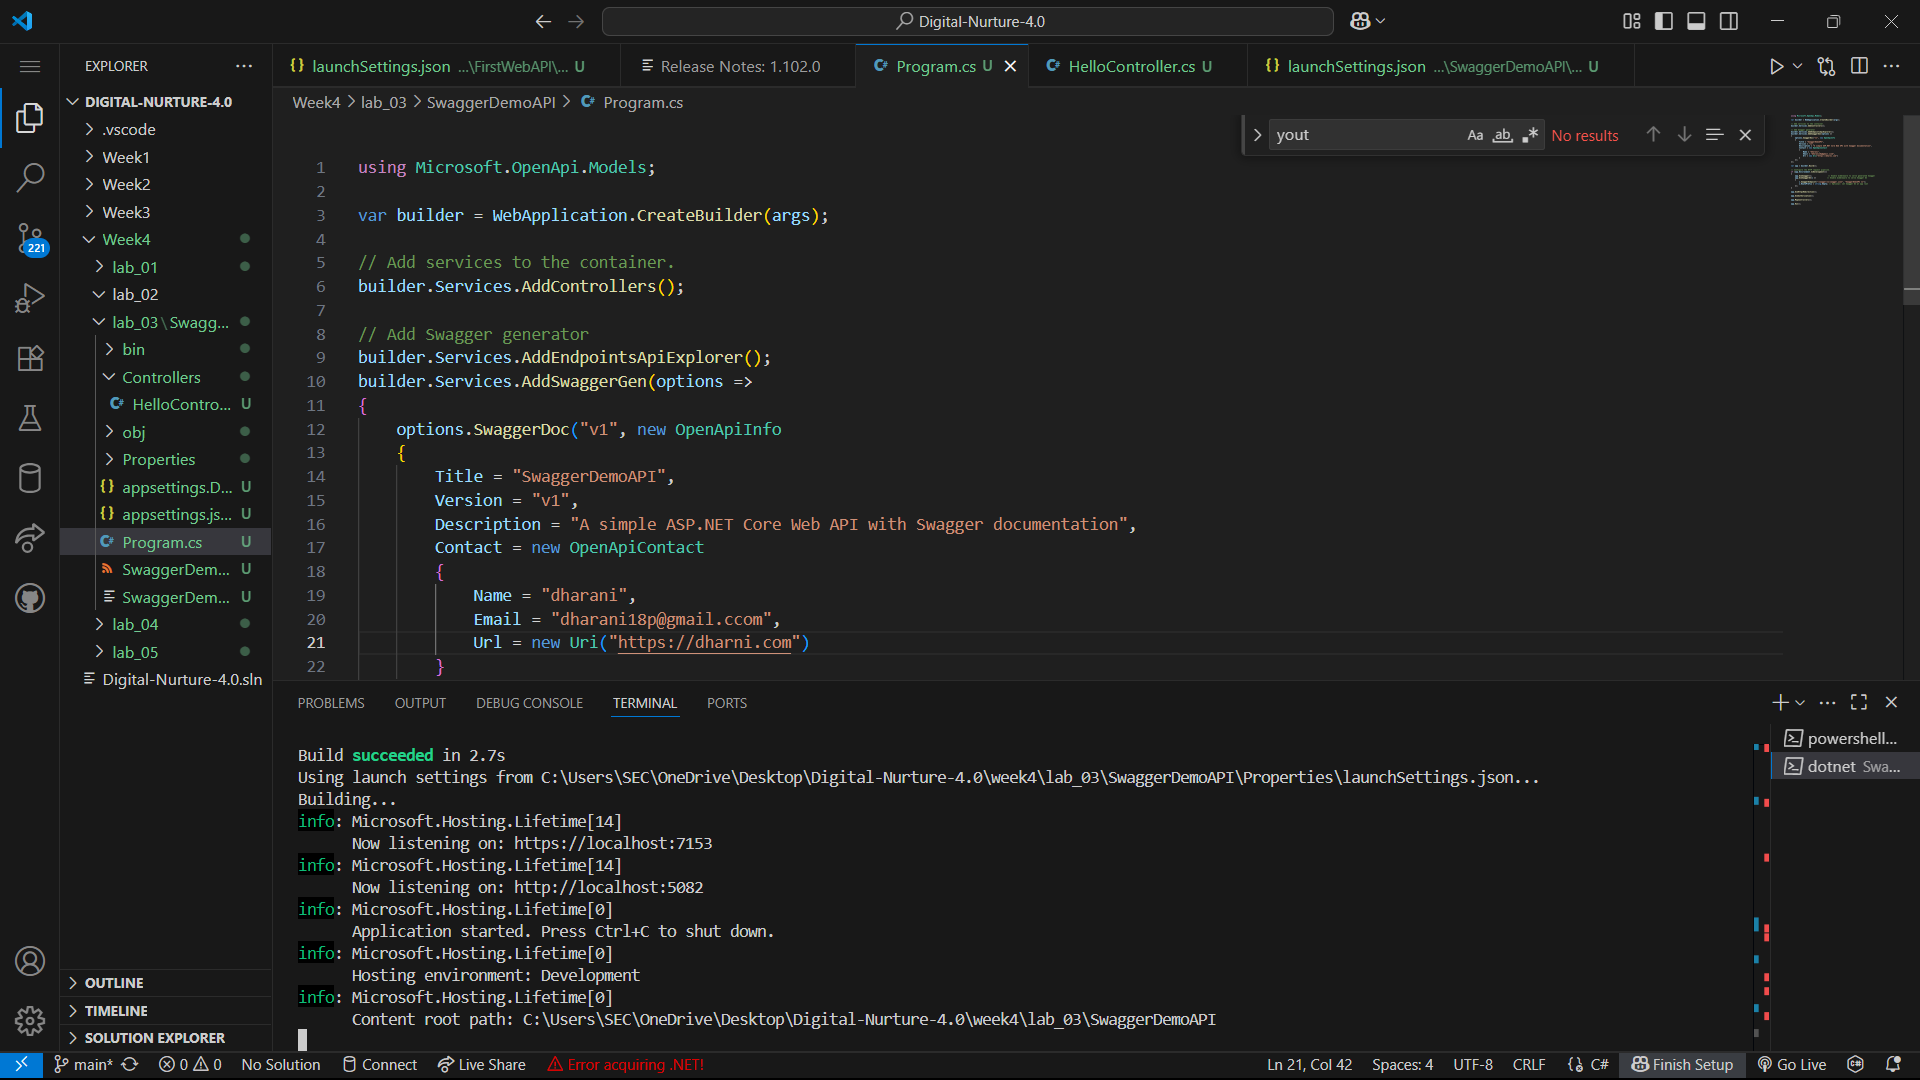 Digital-Nurture-4.0
EXPLORER
DIGITAL-NURTURE-4.0
.vscode
Week1
Week2
Week3
Week4
lab_01
lab_02
lab_03\Swagg...
bin
Controllers
HelloContro... U
obj
Properties
appsettings.D... U
appsettings.js... U
Program.cs U
SwaggerDem... U
SwaggerDem... U
lab_04
lab_05
Digital-Nurture-4.0.sln
OUTLINE
TIMELINE
SOLUTION EXPLORER
221
launchSettings.json ...\FirstWebAPI\... U
Release Notes: 1.102.0
Program.cs U
HelloController.cs U
launchSettings.json ...\SwaggerDemoAPI\... U
Week4 > lab_03 > SwaggerDemoAPI > Program.cs
yout Aa ab No results
1 using Microsoft.OpenApi.Models;
2
3 var builder = WebApplication.CreateBuilder(args);
4
5 // Add services to the container.
6 builder.Services.AddControllers();
7
8 // Add Swagger generator
9 builder.Services.AddEndpointsApiExplorer();
10 builder.Services.AddSwaggerGen(options =>
11 {
12 options.SwaggerDoc("v1", new OpenApiInfo
13 {
14 Title = "SwaggerDemoAPI",
15 Version = "v1",
16 Description = "A simple ASP.NET Core Web API with Swagger documentation",
17 Contact = new OpenApiContact
18 {
19 Name = "dharani",
20 Email = "dharani18p@gmail.ccom",
21 Url = new Uri("https://dharni.com")
22 }
PROBLEMS OUTPUT DEBUG CONSOLE TERMINAL PORTS
powershell...
dotnet Swa...
Build succeeded in 2.7s
Using launch settings from C:\Users\SEC\OneDrive\Desktop\Digital-Nurture-4.0\week4\lab_03\SwaggerDemoAPI\Properties\launchSettings.json...
Building...
info: Microsoft.Hosting.Lifetime[14]
Now listening on: https://localhost:7153
info: Microsoft.Hosting.Lifetime[14]
Now listening on: http://localhost:5082
info: Microsoft.Hosting.Lifetime[0]
Application started. Press Ctrl+C to shut down.
info: Microsoft.Hosting.Lifetime[0]
Hosting environment: Development
info: Microsoft.Hosting.Lifetime[0]
Content root path: C:\Users\SEC\OneDrive\Desktop\Digital-Nurture-4.0\week4\lab_03\SwaggerDemoAPI
main* 0 0 No Solution Connect Live Share Error acquiring .NET! Ln 21, Col 42 Spaces: 4 UTF-8 CRLF {} C# Finish Setup Go Live